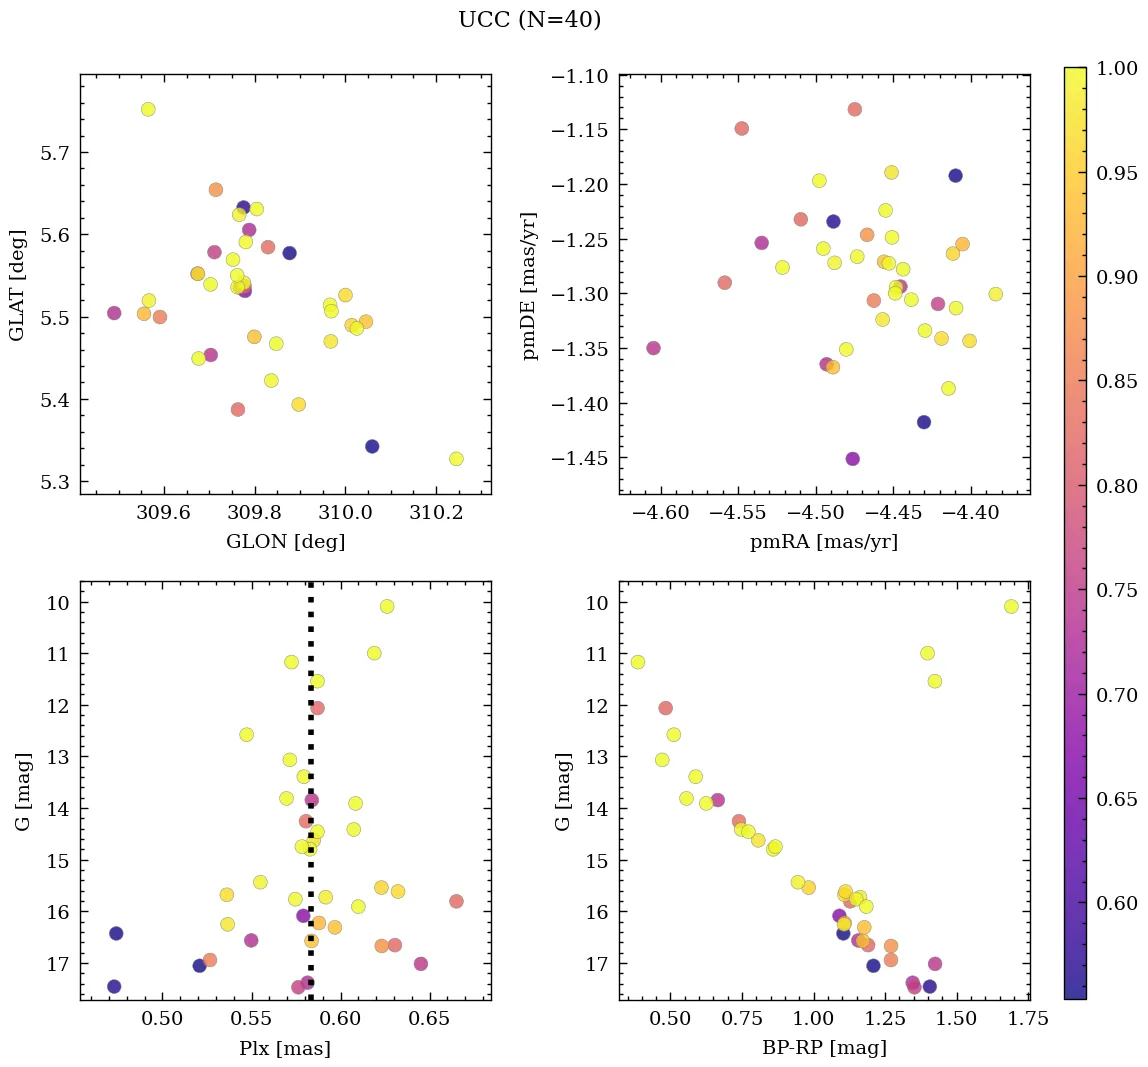 UCC (N=40)
5.7
5.6
5.5
5.4
5.3
309.6 309.8 310.0 310.2
GLON [deg]
GLAT [deg]
−1.10
−1.15
−1.20
−1.25
−1.30
−1.35
−1.40
−1.45
−4.60 −4.55 −4.50 −4.45 −4.40
pmRA [mas/yr]
pmDE [mas/yr]
10
11
12
13
14
15
16
17
0.50 0.55 0.60 0.65
Plx [mas]
G [mag]
10
11
12
13
14
15
16
17
0.50 0.75 1.00 1.25 1.50 1.75
BP-RP [mag]
G [mag]
1.00
0.95
0.90
0.85
0.80
0.75
0.70
0.65
0.60